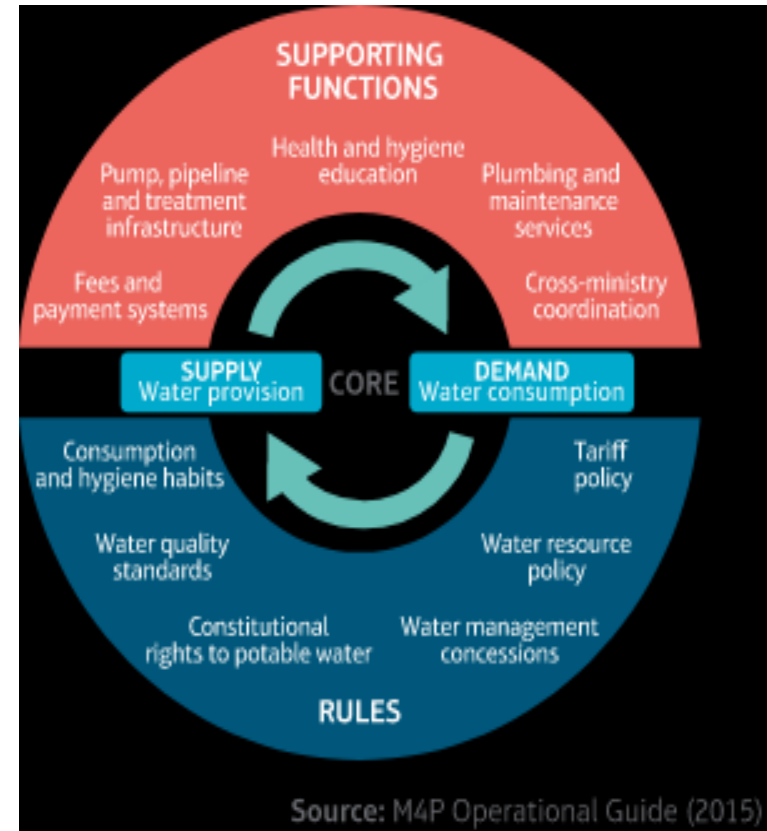 SUPPORTING
FUNCTIONS
Health and hygiene
education
Pump, pipeline
and treatment
infrastructure
Plumbing and
maintenance
services
Fees and
payment systems
Cross-ministry
coordination
SUPPLY
Water provision
CORE
DEMAND
Water consumption
Consumption
and hygiene habits
Tariff
policy
Water quality
standards
Water resource
policy
Constitutional
rights to potable water
Water management
concessions
RULES
Source: M4P Operational Guide (2015)